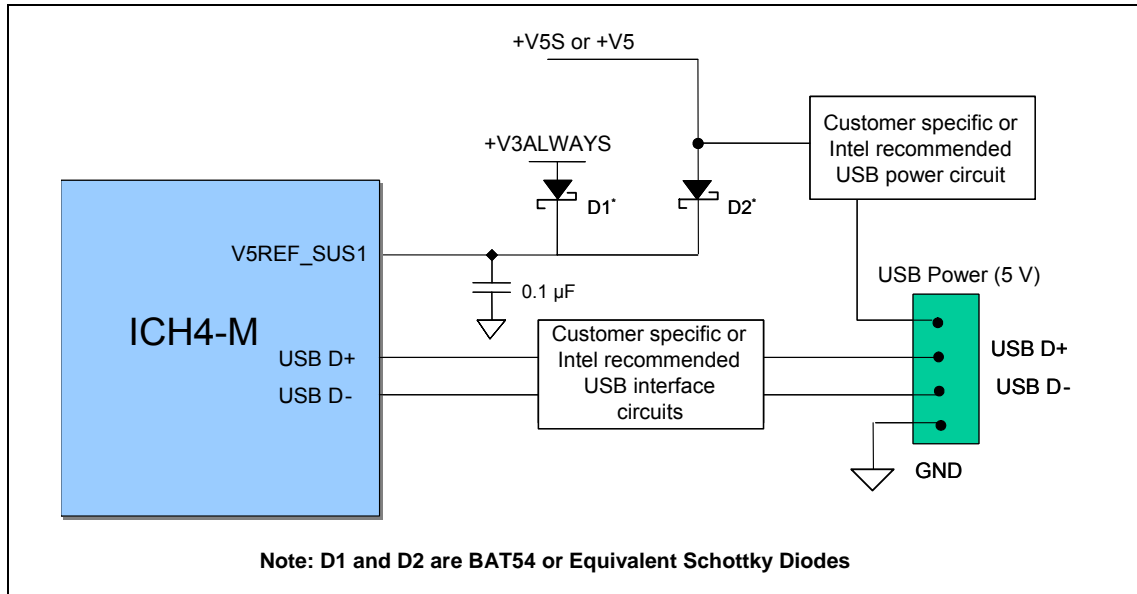 +V5S or +V5
Customer specific or
Intel recommended
USB power circuit
+V3ALWAYS
D1*
D2*
V5REF_SUS1
USB Power (5 V)
0.1 µF
ICH4-M
Customer specific or
Intel recommended
USB interface
circuits
USB D+
USB D-
USB D+
USB D-
GND
Note: D1 and D2 are BAT54 or Equivalent Schottky Diodes